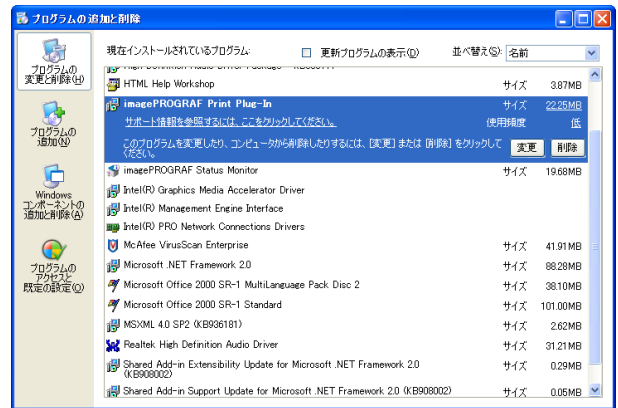 プログラムの追加と削除
プログラムの
変更と削除(H)
プログラムの
追加(N)
Windows
コンポーネントの
追加と削除(A)
プログラムの
アクセスと
既定の設定(O)
現在インストールされているプログラム:
更新プログラムの表示(D)
並べ替え(S): 名前
HTML Help Workshop サイズ 3.87MB
imagePROGRAF Print Plug-In サイズ 22.25MB
サポート情報を参照するには、ここをクリックしてください。 使用頻度 低
このプログラムを変更したり、コンピュータから削除したりするには、[変更] または [削除] をクリックして
ください。
変更 削除
imagePROGRAF Status Monitor サイズ 19.68MB
Intel(R) Graphics Media Accelerator Driver
Intel(R) Management Engine Interface
Intel(R) PRO Network Connections Drivers
McAfee VirusScan Enterprise サイズ 41.91MB
Microsoft .NET Framework 2.0 サイズ 88.28MB
Microsoft Office 2000 SR-1 MultiLanguage Pack Disc 2 サイズ 38.10MB
Microsoft Office 2000 SR-1 Standard サイズ 101.00MB
MSXML 4.0 SP2 (KB936181) サイズ 2.62MB
Realtek High Definition Audio Driver サイズ 31.21MB
Shared Add-in Extensibility Update for Microsoft .NET Framework 2.0
(KB908002) サイズ 0.29MB
Shared Add-in Support Update for Microsoft .NET Framework 2.0 (KB908002) サイズ 0.05MB